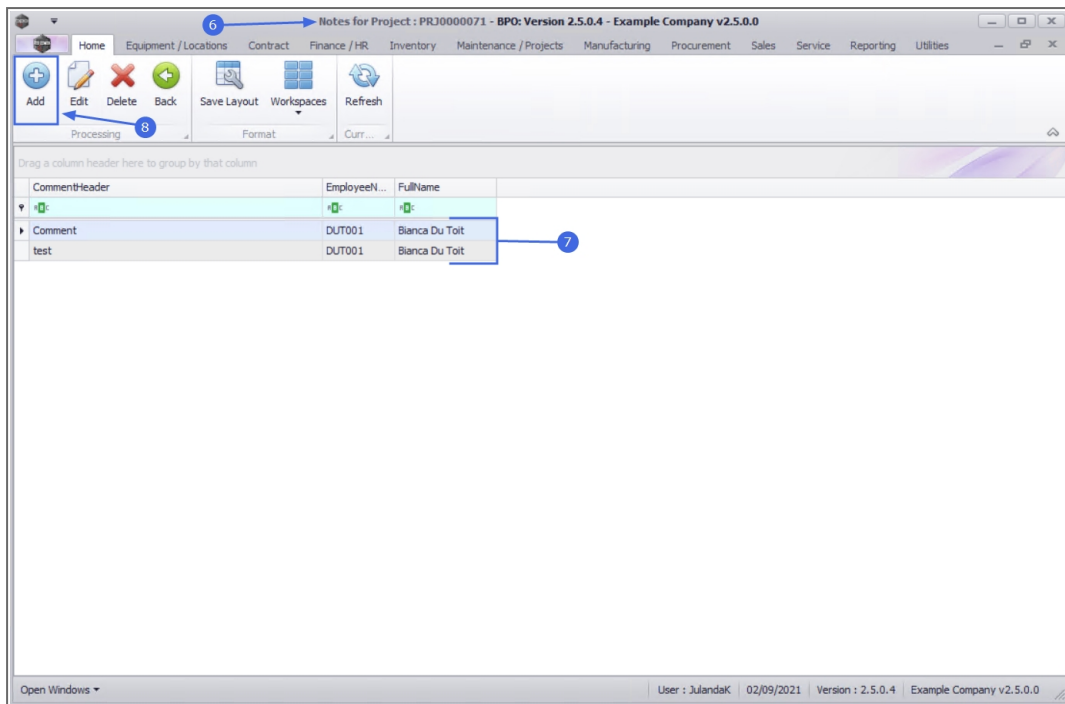 6
Notes for Project : PRJ0000071 - BPO: Version 2.5.0.4 - Example Company v2.5.0.0
Home Equipment / Locations Contract Finance / HR Inventory Maintenance / Projects Manufacturing Procurement Sales Service Reporting Utilities
Add Edit Delete Back Save Layout Workspaces Refresh
8
Processing Format Curr...
Drag a column header here to group by that column
CommentHeader EmployeeN... FullName
Comment DUT001 Bianca Du Toit
7
test DUT001 Bianca Du Toit
Open Windows User : JulandaK 02/09/2021 Version : 2.5.0.4 Example Company v2.5.0.0